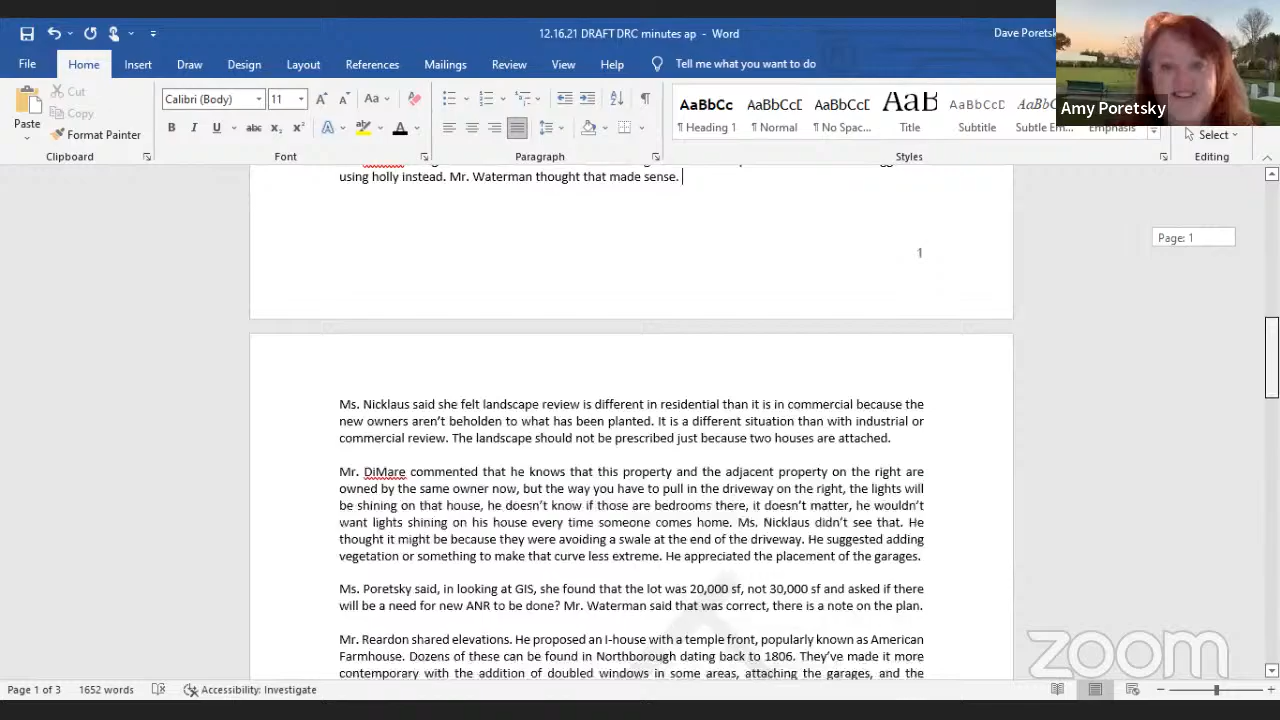 12.16.21 DRAFT DRC minutes ap - Word
Dave Poretsk
Amy Poretsky
File Home Insert Draw Design Layout References Mailings Review View Help Tell me what you want to do
Paste
Cut
Copy
Format Painter
Clipboard
Calibri (Body) 11
Font
Paragraph
AaBbCc AaBbCcD AaBbCcD AaB AaBbCcD AaBbCc
¶ Heading 1 ¶ Normal ¶ No Spac... Title Subtitle Subtle Em... Emphasis
Styles
Select
Editing
using holly instead. Mr. Waterman thought that made sense.
Page: 1
1
Ms. Nicklaus said she felt landscape review is different in residential than it is in commercial because the
new owners aren't beholden to what has been planted. It is a different situation than with industrial or
commercial review. The landscape should not be prescribed just because two houses are attached.
Mr. DiMare commented that he knows that this property and the adjacent property on the right are
owned by the same owner now, but the way you have to pull in the driveway on the right, the lights will
be shining on that house, he doesn't know if those are bedrooms there, it doesn't matter, he wouldn't
want lights shining on his house every time someone comes home. Ms. Nicklaus didn't see that. He
thought it might be because they were avoiding a swale at the end of the driveway. He suggested adding
vegetation or something to make that curve less extreme. He appreciated the placement of the garages.
Ms. Poretsky said, in looking at GIS, she found that the lot was 20,000 sf, not 30,000 sf and asked if there
will be a need for new ANR to be done? Mr. Waterman said that was correct, there is a note on the plan.
Mr. Reardon shared elevations. He proposed an I-house with a temple front, popularly known as American
Farmhouse. Dozens of these can be found in Northborough dating back to 1806. They've made it more
contemporary with the addition of doubled windows in some areas, attaching the garages, and the
zoom
Page 1 of 3 1652 words Accessibility: Investigate